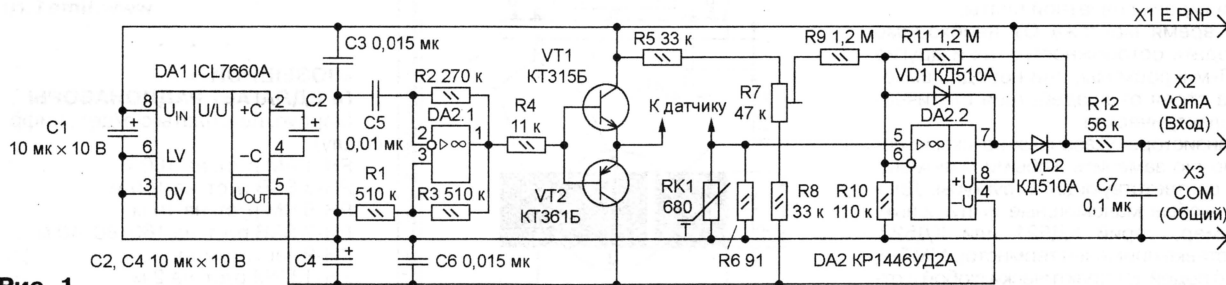 X1 E PNP
C3 0,015 мк
VT1
КТ315Б
R5 33 к
R9 1,2 М
R11 1,2 М
DA1 ICL7660A
R2 270 к
VD1 КД510А
X2
VΩmA
(Вход)
8
UIN
U/U
+C
2
C2
DA2.1
R4
11 к
К датчику
R7
47 к
DA2.2
R12
56 к
C1
10 мк × 10 В
C5
0,01 мк
2
3
▷∞
1
5
▷∞
7
6
LV
–C
4
R1
510 к
R3 510 к
VT2
КТ361Б
RK1
680
R8
33 к
R10
110 к
6
+U
–U
8
4
VD2
КД510А
C7
0,1 мк
X3
COM
(Общий)
3
0V
UOUT
5
т
C2, C4 10 мк × 10 В
C4
C6 0,015 мк
R6 91
DA2 КР1446УД2А
Рис. 1